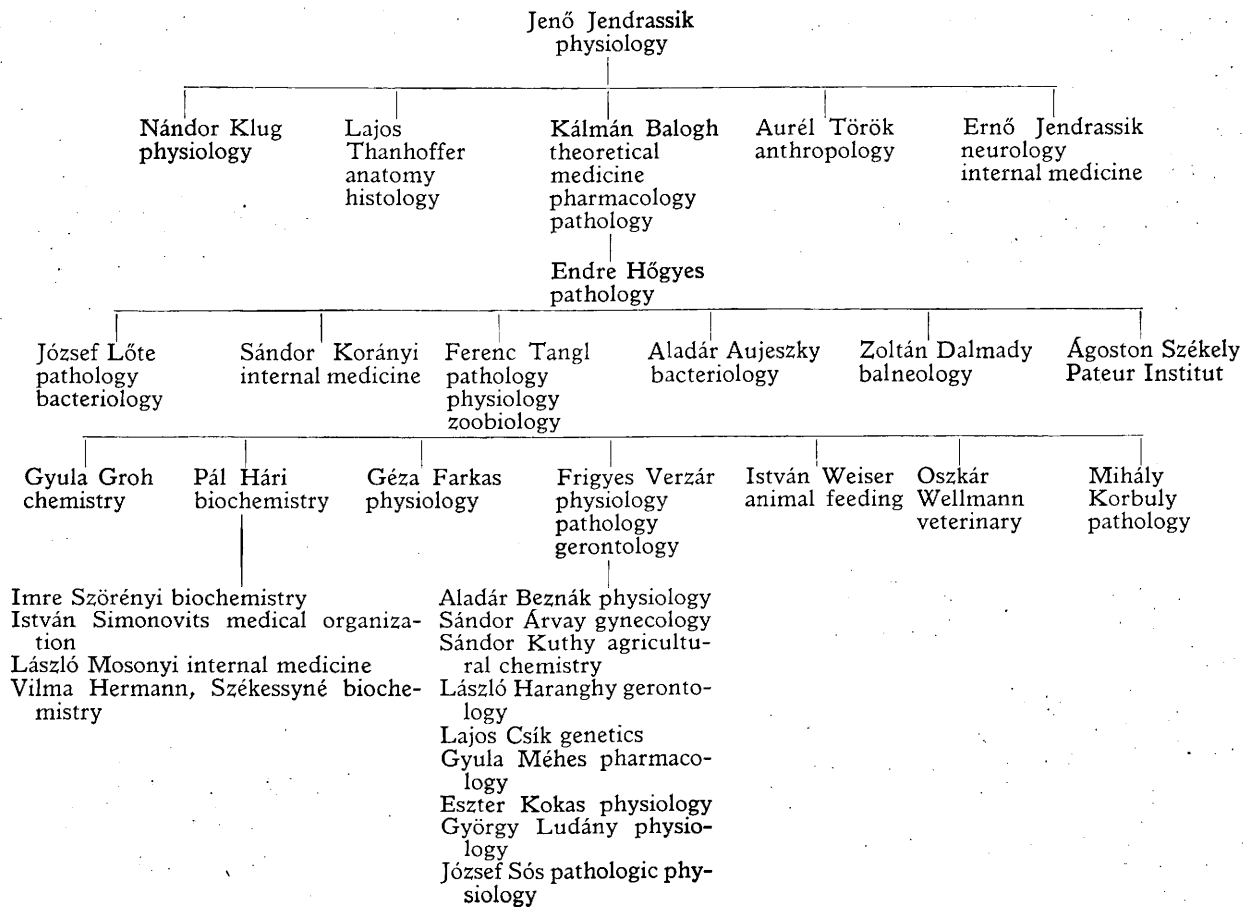 Jenő Jendrassik
physiology
Nándor Klug
physiology
Lajos
Thanhoffer
anatomy
histology
Kálmán Balogh
theoretical
medicine
pharmacology
pathology
Aurél Török
anthropology
Ernő Jendrassik
neurology
internal medicine
Endre Hőgyes
pathology
József Lőte
pathology
bacteriology
Sándor Korányi
internal medicine
Ferenc Tangl
pathology
physiology
zoobiology
Aladár Aujeszky
bacteriology
Zoltán Dalmady
balneology
Ágoston Székely
Pateur Institut
Gyula Groh
chemistry
Pál Hári
biochemistry
Géza Farkas
physiology
Frigyes Verzár
physiology
pathology
gerontology
István Weiser
animal feeding
Oszkár
Wellmann
veterinary
Mihály
Korbuly
pathology
Imre Szörényi biochemistry
István Simonovits medical organiza-
tion
László Mosonyi internal medicine
Vilma Hermann, Székessyné bioche-
mistry
Aladár Beznák physiology
Sándor Árvay gynecology
Sándor Kuthy agricultu-
ral chemistry
László Haranghy geronto-
logy
Lajos Csík genetics
Gyula Méhes pharmaco-
logy
Eszter Kokas physiology
György Ludány physio-
logy
József Sós pathologic phy-
siology